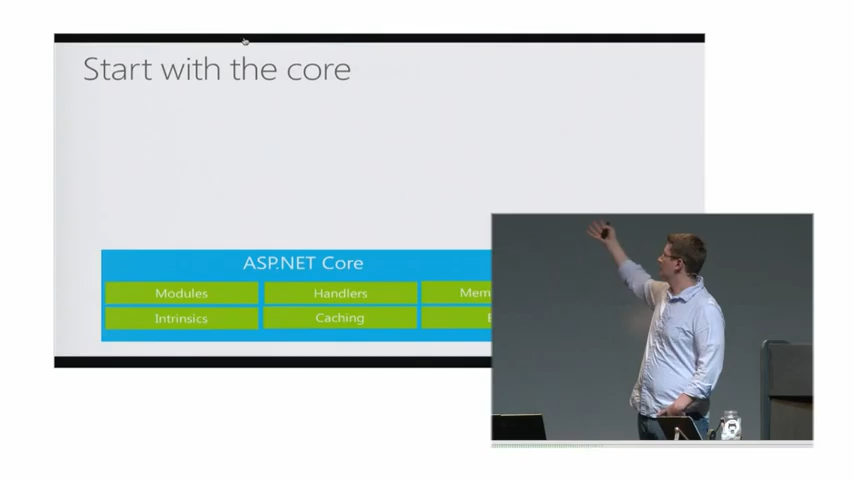 Start with the core
ASP.NET Core
Modules
Handlers
Intrinsics
Caching